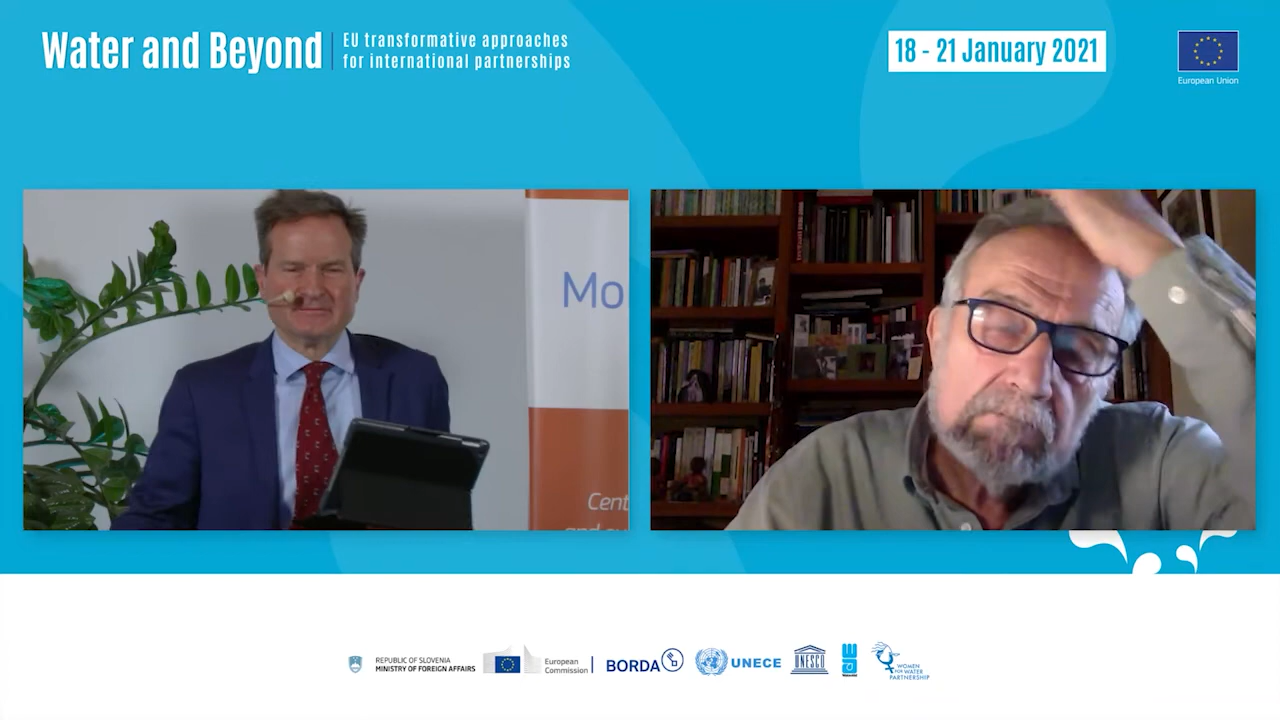 Water and Beyond
EU transformative approaches
for international partnerships
18 - 21 January 2021
European Union
Mo
Cent
REPUBLIC OF SLOVENIA
MINISTRY OF FOREIGN AFFAIRS
European
Commission
BORDA
UNECE
UNESCO
WOMEN
FOR WATER
PARTNERSHIP